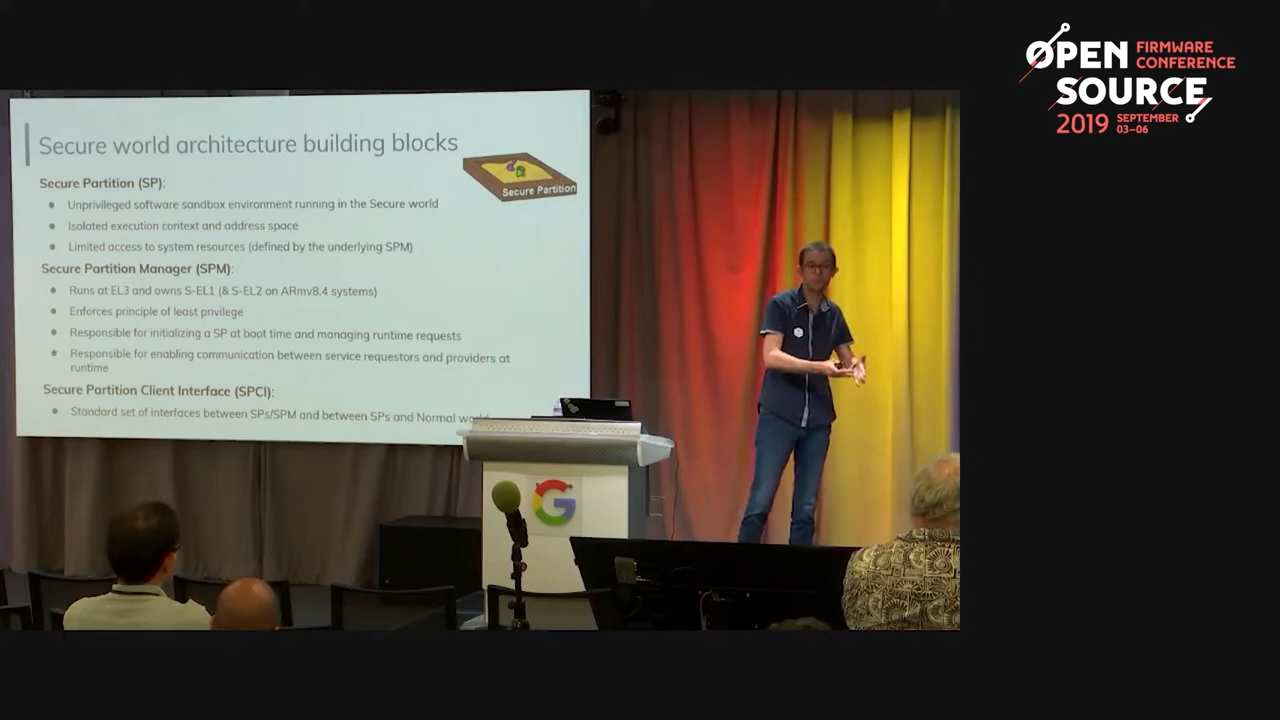 Secure world architecture building blocks
Secure Partition
Secure Partition (SP):
Unprivileged software sandbox environment running in the Secure world
Isolated execution context and address space
Limited access to system resources (defined by the underlying SPM)
Secure Partition Manager (SPM):
Runs at EL3 and owns S-EL1 (& S-EL2 on ARmv8.4 systems)
Enforces principle of least privilege
Responsible for initializing a SP at boot time and managing runtime requests
Responsible for enabling communication between service requestors and providers at
runtime
Secure Partition Client Interface (SPCI):
Standard set of interfaces between SPs/SPM and between SPs and Normal world
G
OPEN FIRMWARE
CONFERENCE
SOURCE
2019 SEPTEMBER
03–06